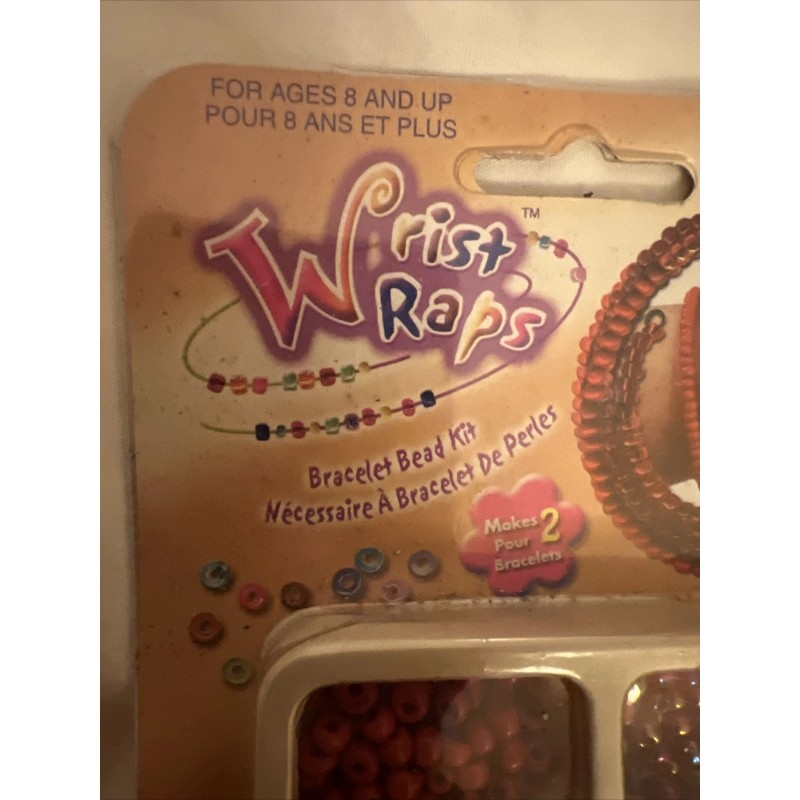 FOR AGES 8 AND UP
POUR 8 ANS ET PLUS
Wrist
Raps
TM
Bracelet Bead Kit
Nécessaire À Bracelet De Perles
Makes 2
Pour
Bracelets